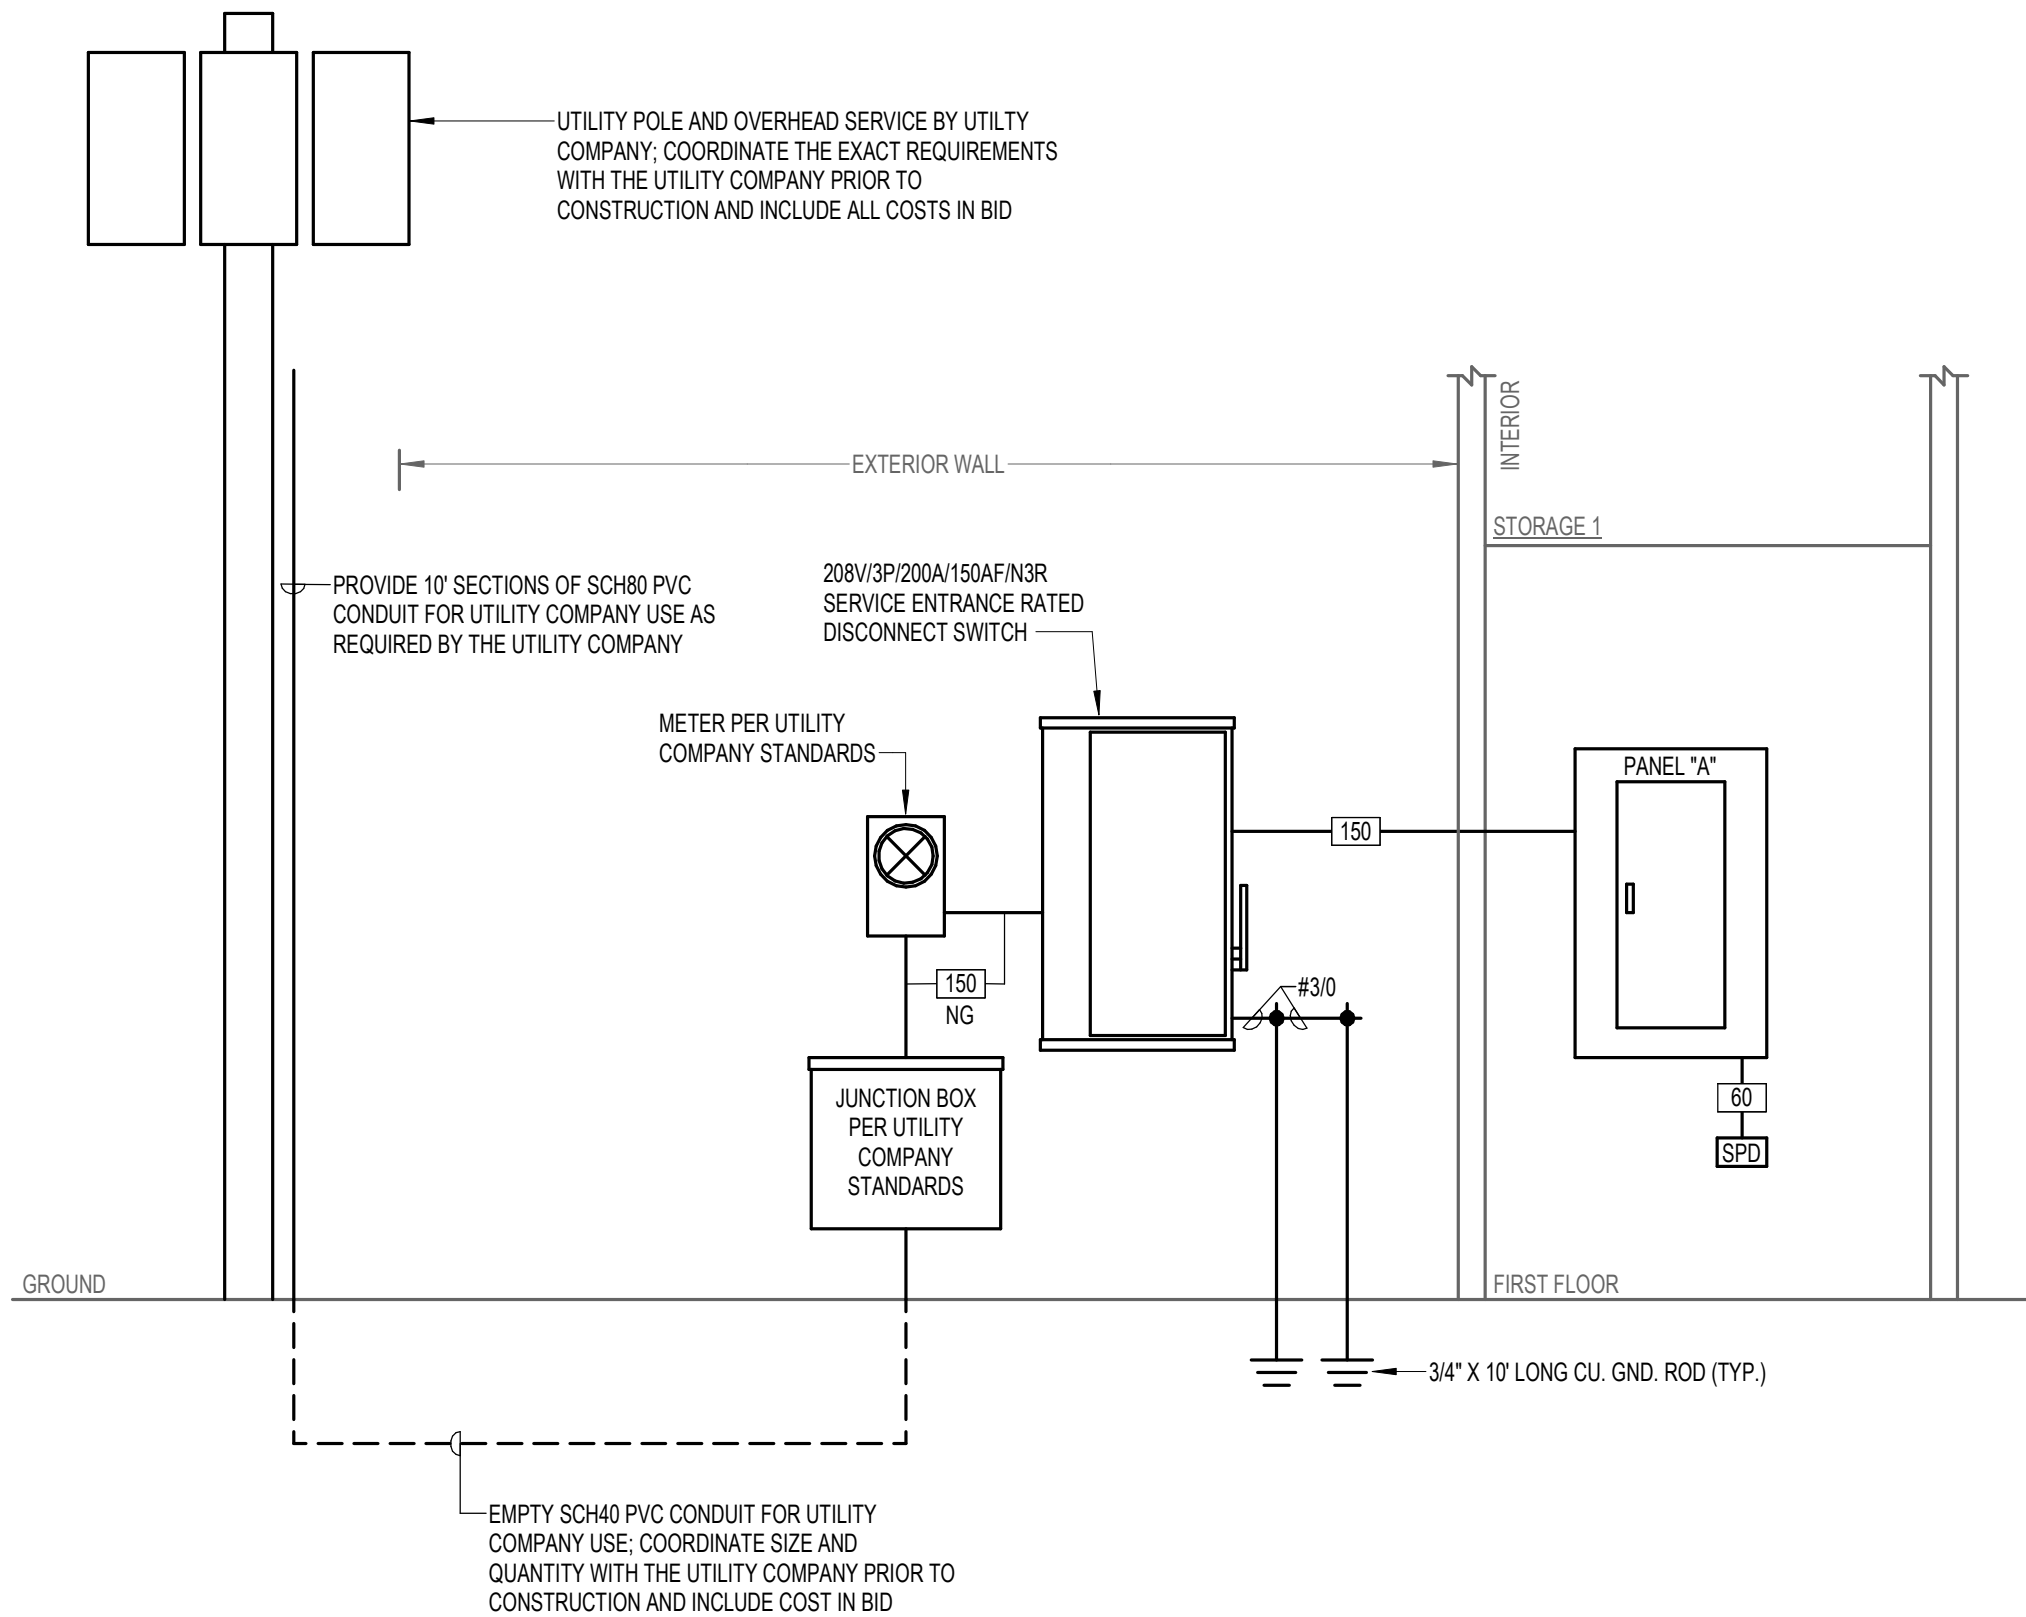 UTILITY POLE AND OVERHEAD SERVICE BY UTILTY
COMPANY; COORDINATE THE EXACT REQUIREMENTS
WITH THE UTILITY COMPANY PRIOR TO
CONSTRUCTION AND INCLUDE ALL COSTS IN BID
INTERIOR
EXTERIOR WALL
STORAGE 1
PROVIDE 10' SECTIONS OF SCH80 PVC
CONDUIT FOR UTILITY COMPANY USE AS
REQUIRED BY THE UTILITY COMPANY
208V/3P/200A/150AF/N3R
SERVICE ENTRANCE RATED
DISCONNECT SWITCH
METER PER UTILITY
COMPANY STANDARDS
PANEL "A"
150
150
NG
#3/0
JUNCTION BOX
PER UTILITY
COMPANY
STANDARDS
60
SPD
GROUND
FIRST FLOOR
3/4" X 10' LONG CU. GND. ROD (TYP.)
EMPTY SCH40 PVC CONDUIT FOR UTILITY
COMPANY USE; COORDINATE SIZE AND
QUANTITY WITH THE UTILITY COMPANY PRIOR TO
CONSTRUCTION AND INCLUDE COST IN BID